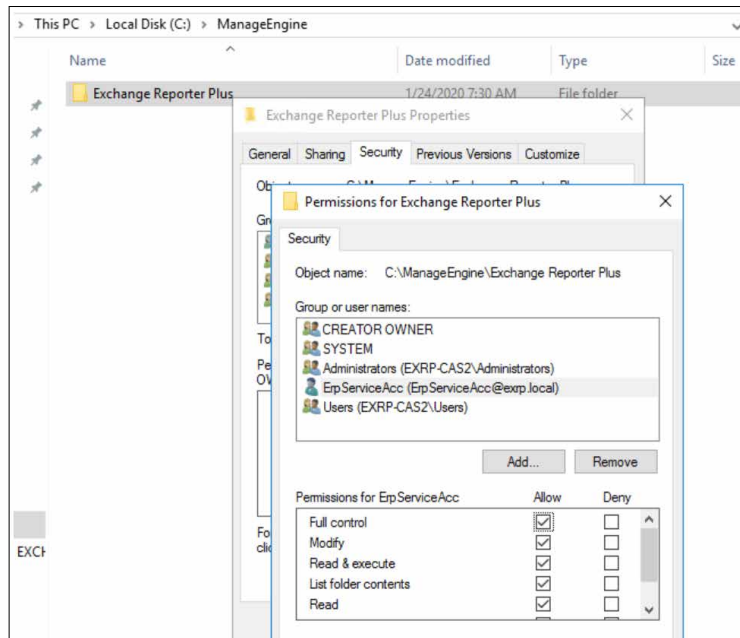 This PC > Local Disk (C:) > ManageEngine
Name Date modified Type Size
Exchange Reporter Plus 1/24/2020 7:30 AM File folder
Exchange Reporter Plus Properties
General Sharing Security Previous Versions Customize
Permissions for Exchange Reporter Plus
Security
Object name: C:\ManageEngine\Exchange Reporter Plus
Group or user names:
CREATOR OWNER
SYSTEM
Administrators (EXRP-CAS2\Administrators)
ErpServiceAcc (ErpServiceAcc@exrp.local)
Users (EXRP-CAS2\Users)
Add... Remove
Permissions for ErpServiceAcc Allow Deny
Full control
Modify
Read & execute
List folder contents
Read